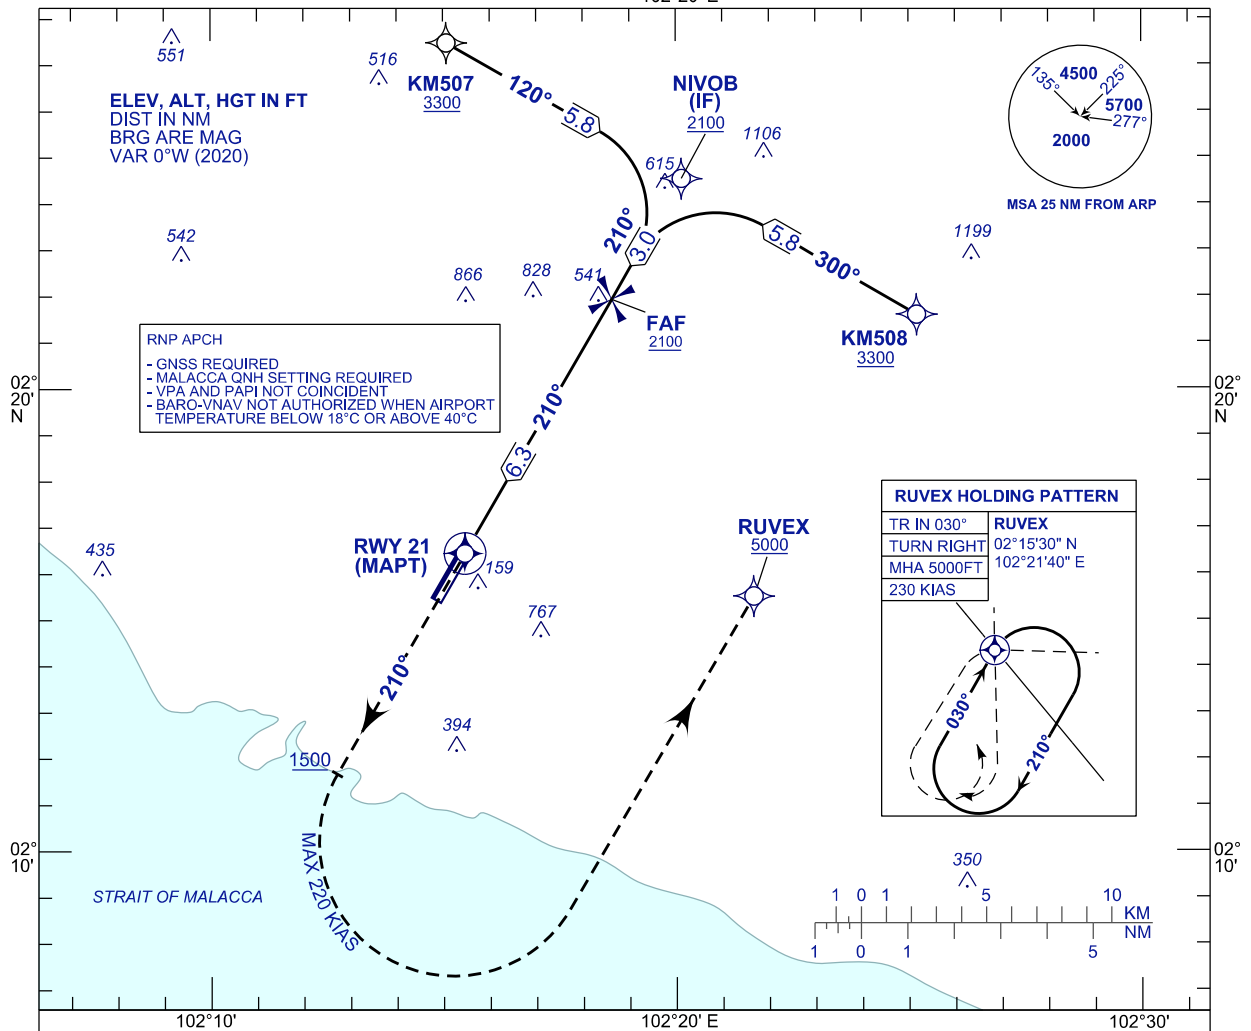 551
516
KM507
3300
ELEV, ALT, HGT IN FT
DIST IN NM
BRG ARE MAG
VAR 0°W (2020)
120°
5.8
NIVOB
(IF)
2100
1106
615
135°
4500
225°
5700
277°
2000
MSA 25 NM FROM ARP
542
866
828
541
210°
3.0
5.8
300°
1199
FAF
2100
KM508
3300
RNP APCH
- GNSS REQUIRED
- MALACCA QNH SETTING REQUIRED
- VPA AND PAPI NOT COINCIDENT
- BARO-VNAV NOT AUTHORIZED WHEN AIRPORT
TEMPERATURE BELOW 18°C OR ABOVE 40°C
02°
20'
N
02°
20'
N
210°
6.3
435
RWY 21
(MAPT)
159
767
RUVEX
5000
RUVEX HOLDING PATTERN
TR IN 030°
TURN RIGHT
MHA 5000FT
230 KIAS
RUVEX
02°15'30" N
102°21'40" E
030°
210°
210°
394
1500
MAX 220 KIAS
STRAIT OF MALACCA
02°
10'
02°
10'
350
1 0 1 5 10
KM
NM
1 0 1 5
102°10'
102°20' E
102°30'